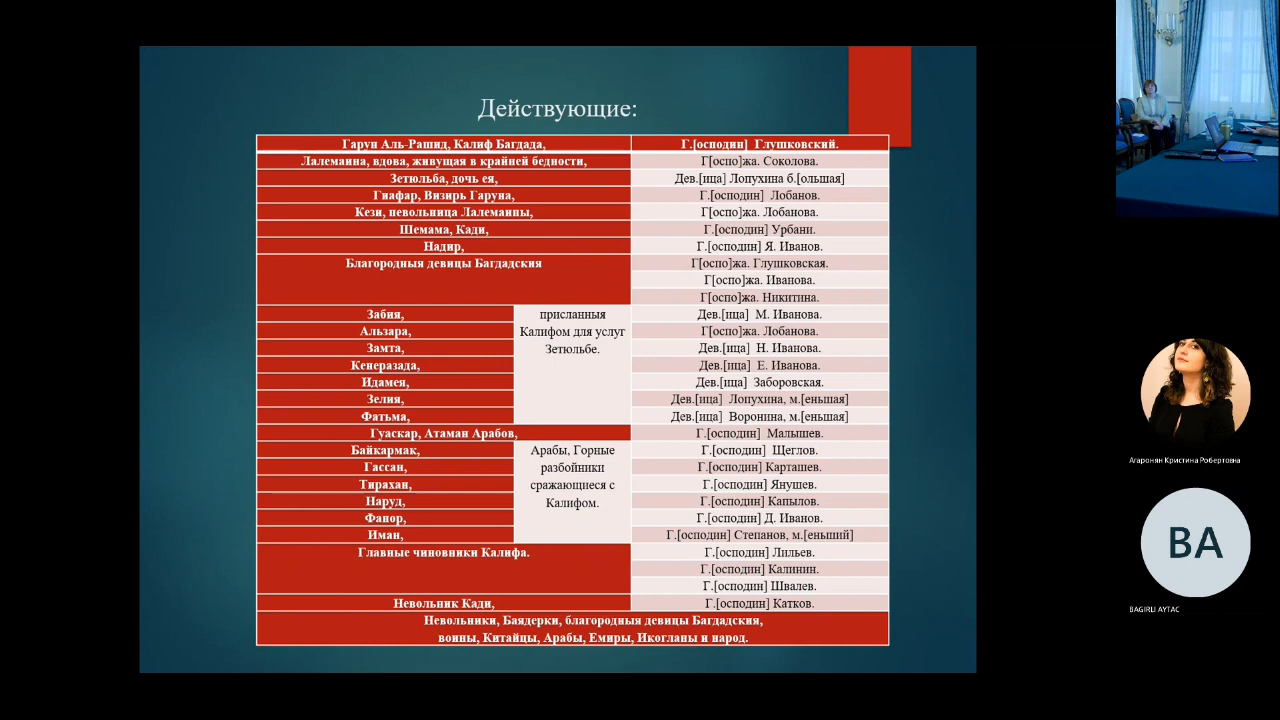 Действующие:
Гарун Аль-Рашид, Калиф Багдада, Г.[осподин] Глушковский.
Лалемаина, вдова, живущая в крайней бедности, Г[оспо]жа. Соколова.
Зетюльба, дочь ея, Дев.[ица] Лопухина б.[ольшая]
Гиафар, Визирь Гаруна, Г.[осподин] Лобанов.
Кези, невольница Лалемаины, Г[оспо]жа. Лобанова.
Шемама, Кади, Г.[осподин] Урбани.
Надир, Г.[осподин] Я. Иванов.
Благородныя девицы Багдадския Г[оспо]жа. Глушковская.
Г[оспо]жа. Иванова.
Г[оспо]жа. Никитина.
Забия, присланныя Дев.[ица] М. Иванова.
Альзара, Калифом для услуг Г[оспо]жа. Лобанова.
Замта, Зетюльбе. Дев.[ица] Н. Иванова.
Кенеразада, Дев.[ица] Е. Иванова.
Идамея, Дев.[ица] Заборовская.
Зелия, Дев.[ица] Лопухина, м.[еньшая]
Фатьма, Дев.[ица] Воронина, м.[еньшая]
Гуаскар, Атаман Арабов, Г.[осподин] Малышев.
Байкармак, Арабы, Горные Г.[осподин] Щеглов.
Гассан, разбойники Г.[осподин] Карташев.
Тирахан, сражающиеся с Г.[осподин] Янушев.
Наруд, Калифом. Г.[осподин] Капылов.
Фанор, Г.[осподин] Д. Иванов.
Иман, Г.[осподин] Степанов, м.[еньший]
Главные чиновники Калифа. Г.[осподин] Лильев.
Г.[осподин] Калинин.
Г.[осподин] Швалев.
Невольник Кади, Г.[осподин] Катков.
Невольники, Баядерки, благородныя девицы Багдадския,
воины, Китайцы, Арабы, Емиры, Икогланы и народ.
Агаронян Кристина Робертовна
BA
BAGIRLI AYTAC